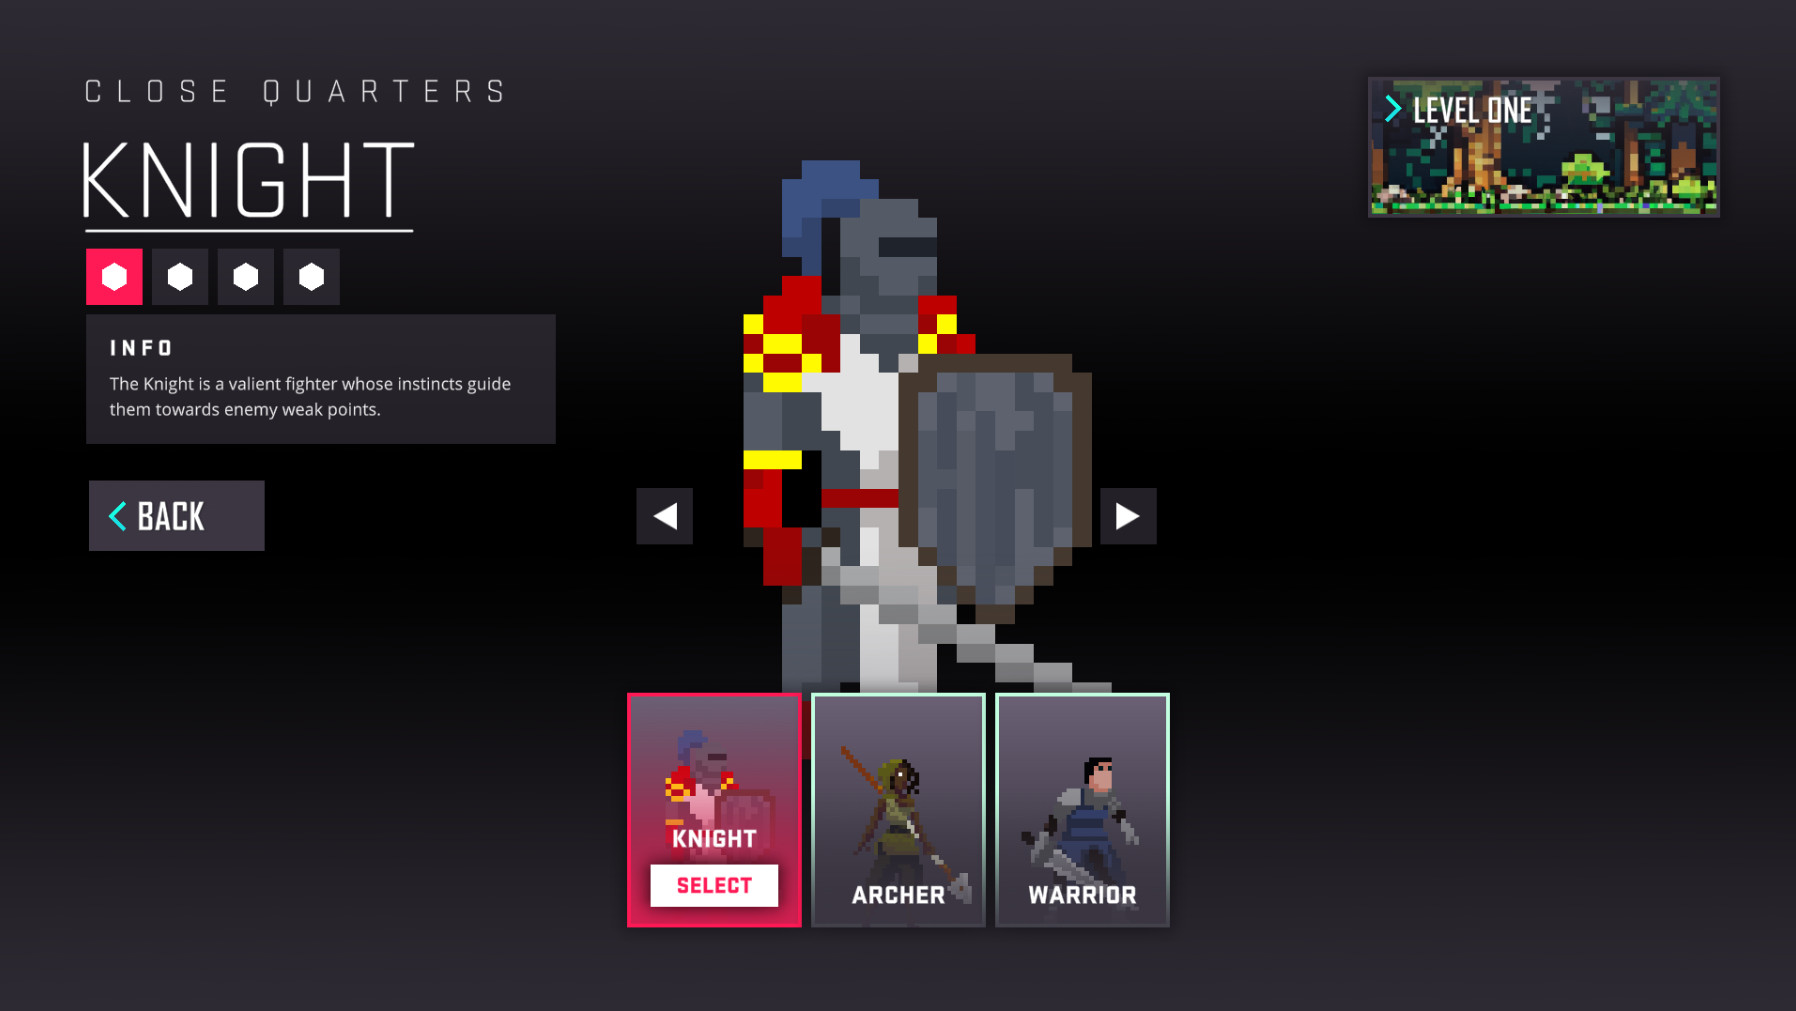 CLOSE QUARTERS
KNIGHT
INFO
The Knight is a valient fighter whose instincts guide
them towards enemy weak points.
BACK
LEVEL ONE
KNIGHT
SELECT
ARCHER
WARRIOR